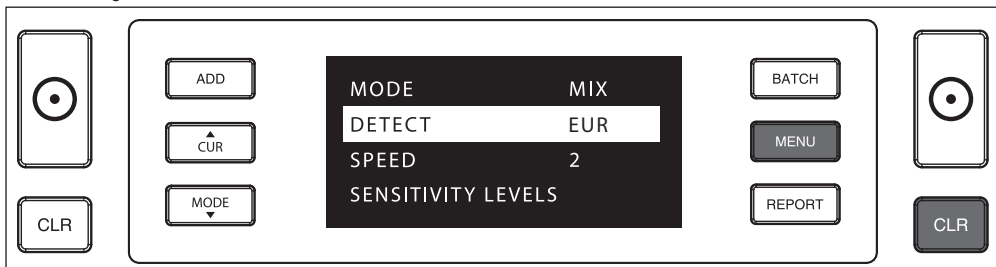 ADD
CUR
MODE
CLR
MODE MIX
DETECT EUR
SPEED 2
SENSITIVITY LEVELS
BATCH
MENU
REPORT
CLR